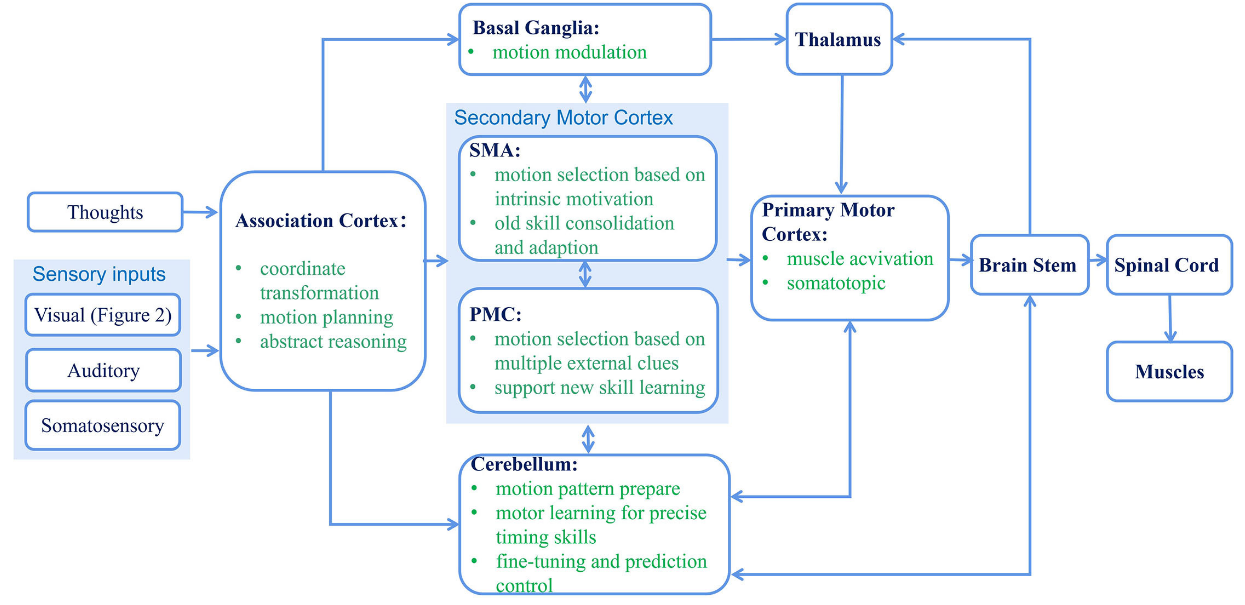 Basal Ganglia:
• motion modulation
Thalamus
Secondary Motor Cortex
SMA:
• motion selection based on
intrinsic motivation
• old skill consolidation
and adaption
Thoughts
Sensory inputs
Visual (Figure 2)
Auditory
Somatosensory
Association Cortex:
• coordinate
transformation
• motion planning
• abstract reasoning
PMC:
• motion selection based on
multiple external clues
• support new skill learning
Primary Motor
Cortex:
• muscle acvivation
• somatotopic
Brain Stem
Spinal Cord
Muscles
Cerebellum:
• motion pattern prepare
• motor learning for precise
timing skills
• fine-tuning and prediction
control